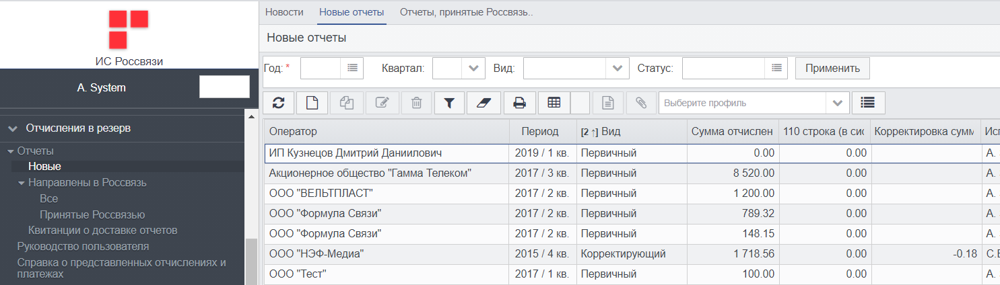 ИС Россвязи
A. System
Отчисления в резерв
Отчеты
Новые
Направлены в Россвязь
Все
Принятые Россвязью
Квитанции о доставке отчетов
Руководство пользователя
Справка о представленных отчислениях и
платежах
Новости Новые отчеты Отчеты, принятые Россвязь..
Новые отчеты
Год: * Квартал: Вид: Статус: Применить
Выберите профиль
Оператор Период [2 ↑] Вид Сумма отчислен 110 строка (в сис Корректировка сумм Исп
ИП Кузнецов Дмитрий Даниилович 2019 / 1 кв. Первичный 0.00 0.00 А.
Акционерное общество "Гамма Телеком" 2017 / 3 кв. Первичный 8 520.00 0.00 А.
ООО "ВЕЛЬТПЛАСТ" 2017 / 2 кв. Первичный 1 200.00 0.00 А.
ООО "Формула Связи" 2017 / 2 кв. Первичный 789.32 0.00 А.
ООО "Формула Связи" 2017 / 2 кв. Первичный 148.15 0.00 А.
ООО "НЭФ-Медиа" 2015 / 4 кв. Корректирующий 1 718.56 0.00 -0.18 С.Е
ООО "Тест" 2017 / 1 кв. Первичный 100.00 0.00 А.